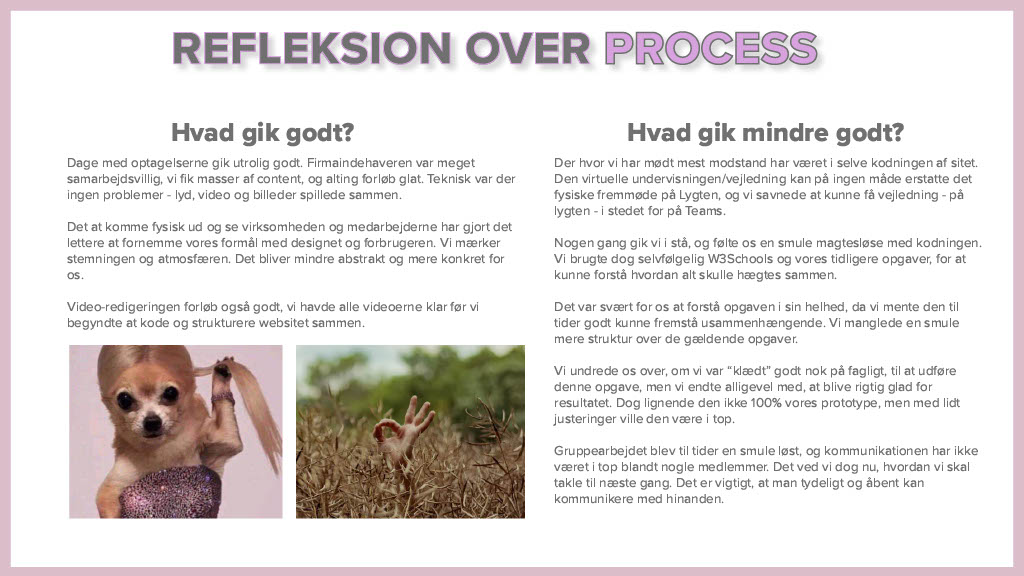 REFLEKSION OVER PROCESS
Hvad gik godt?
Dage med optagelserne gik utrolig godt. Firmaindehaveren var meget
samarbejdsvillig, vi fik masser af content, og alting forløb glat. Teknisk var der
ingen problemer - lyd, video og billeder spillede sammen.
Det at komme fysisk ud og se virksomheden og medarbejderne har gjort det
lettere at fornemme vores formål med designet og forbrugeren. Vi mærker
stemningen og atmosfæren. Det bliver mindre abstrakt og mere konkret for
os.
Video-redigeringen forløb også godt, vi havde alle videoerne klar før vi
begyndte at kode og strukturere websitet sammen.
Hvad gik mindre godt?
Der hvor vi har mødt mest modstand har været i selve kodningen af sitet.
Den virtuelle undervisningen/vejledning kan på ingen måde erstatte det
fysiske fremmøde på Lygten, og vi savnede at kunne få vejledning - på
lygten - i stedet for på Teams.
Nogen gang gik vi i stå, og følte os en smule magtesløse med kodningen.
Vi brugte dog selvfølgelig W3Schools og vores tidligere opgaver, for at
kunne forstå hvordan alt skulle hægtes sammen.
Det var svært for os at forstå opgaven i sin helhed, da vi mente den til
tider godt kunne fremstå usammenhængende. Vi manglede en smule
mere struktur over de gældende opgaver.
Vi undrede os over, om vi var “klædt” godt nok på fagligt, til at udføre
denne opgave, men vi endte alligevel med, at blive rigtig glad for
resultatet. Dog lignende den ikke 100% vores prototype, men med lidt
justeringer ville den være i top.
Gruppearbejdet blev til tider en smule løst, og kommunikationen har ikke
været i top blandt nogle medlemmer. Det ved vi dog nu, hvordan vi skal
takle til næste gang. Det er vigtigt, at man tydeligt og åbent kan
kommunikere med hinanden.